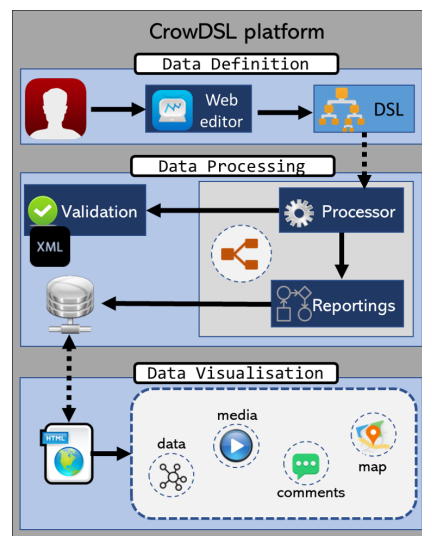 CrowDSL platform
Data Definition
Web
editor
DSL
Data Processing
Validation
XML
Processor
Reportings
Data Visualisation
HTML
data
media
comments
map